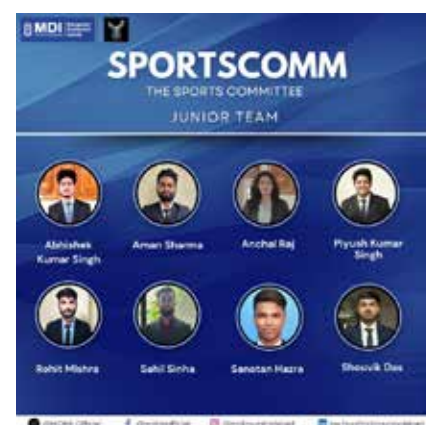 MDI
SPORTSCOMM
THE SPORTS COMMITTEE
JUNIOR TEAM
Abhishek
Kumar Singh
Aman Sharma
Anchal Raj
Piyush Kumar
Singh
Rohit Mishra
Sahil Sinha
Sanatan Hazra
Shouvik Das